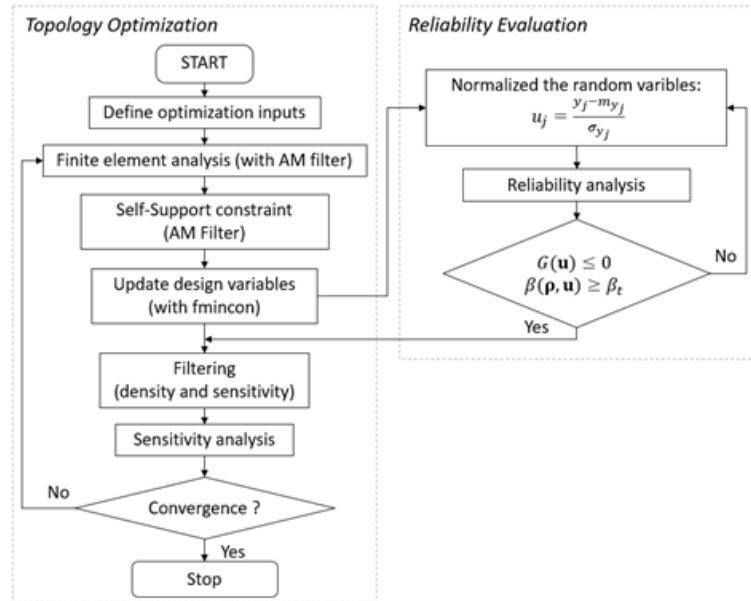 Topology Optimization
START
Define optimization inputs
Finite element analysis (with AM filter)
Self-Support constraint
(AM Filter)
Update design variables
(with fmincon)
Filtering
(density and sensitivity)
Sensitivity analysis
No
Convergence ?
Yes
Stop
Reliability Evaluation
Normalized the random varibles:
u_j = (y_j − m_{y_j}) / σ_{y_j}
Reliability analysis
No
G(𝐮) ≤ 0
β(𝛒, 𝐮) ≥ β_t
Yes